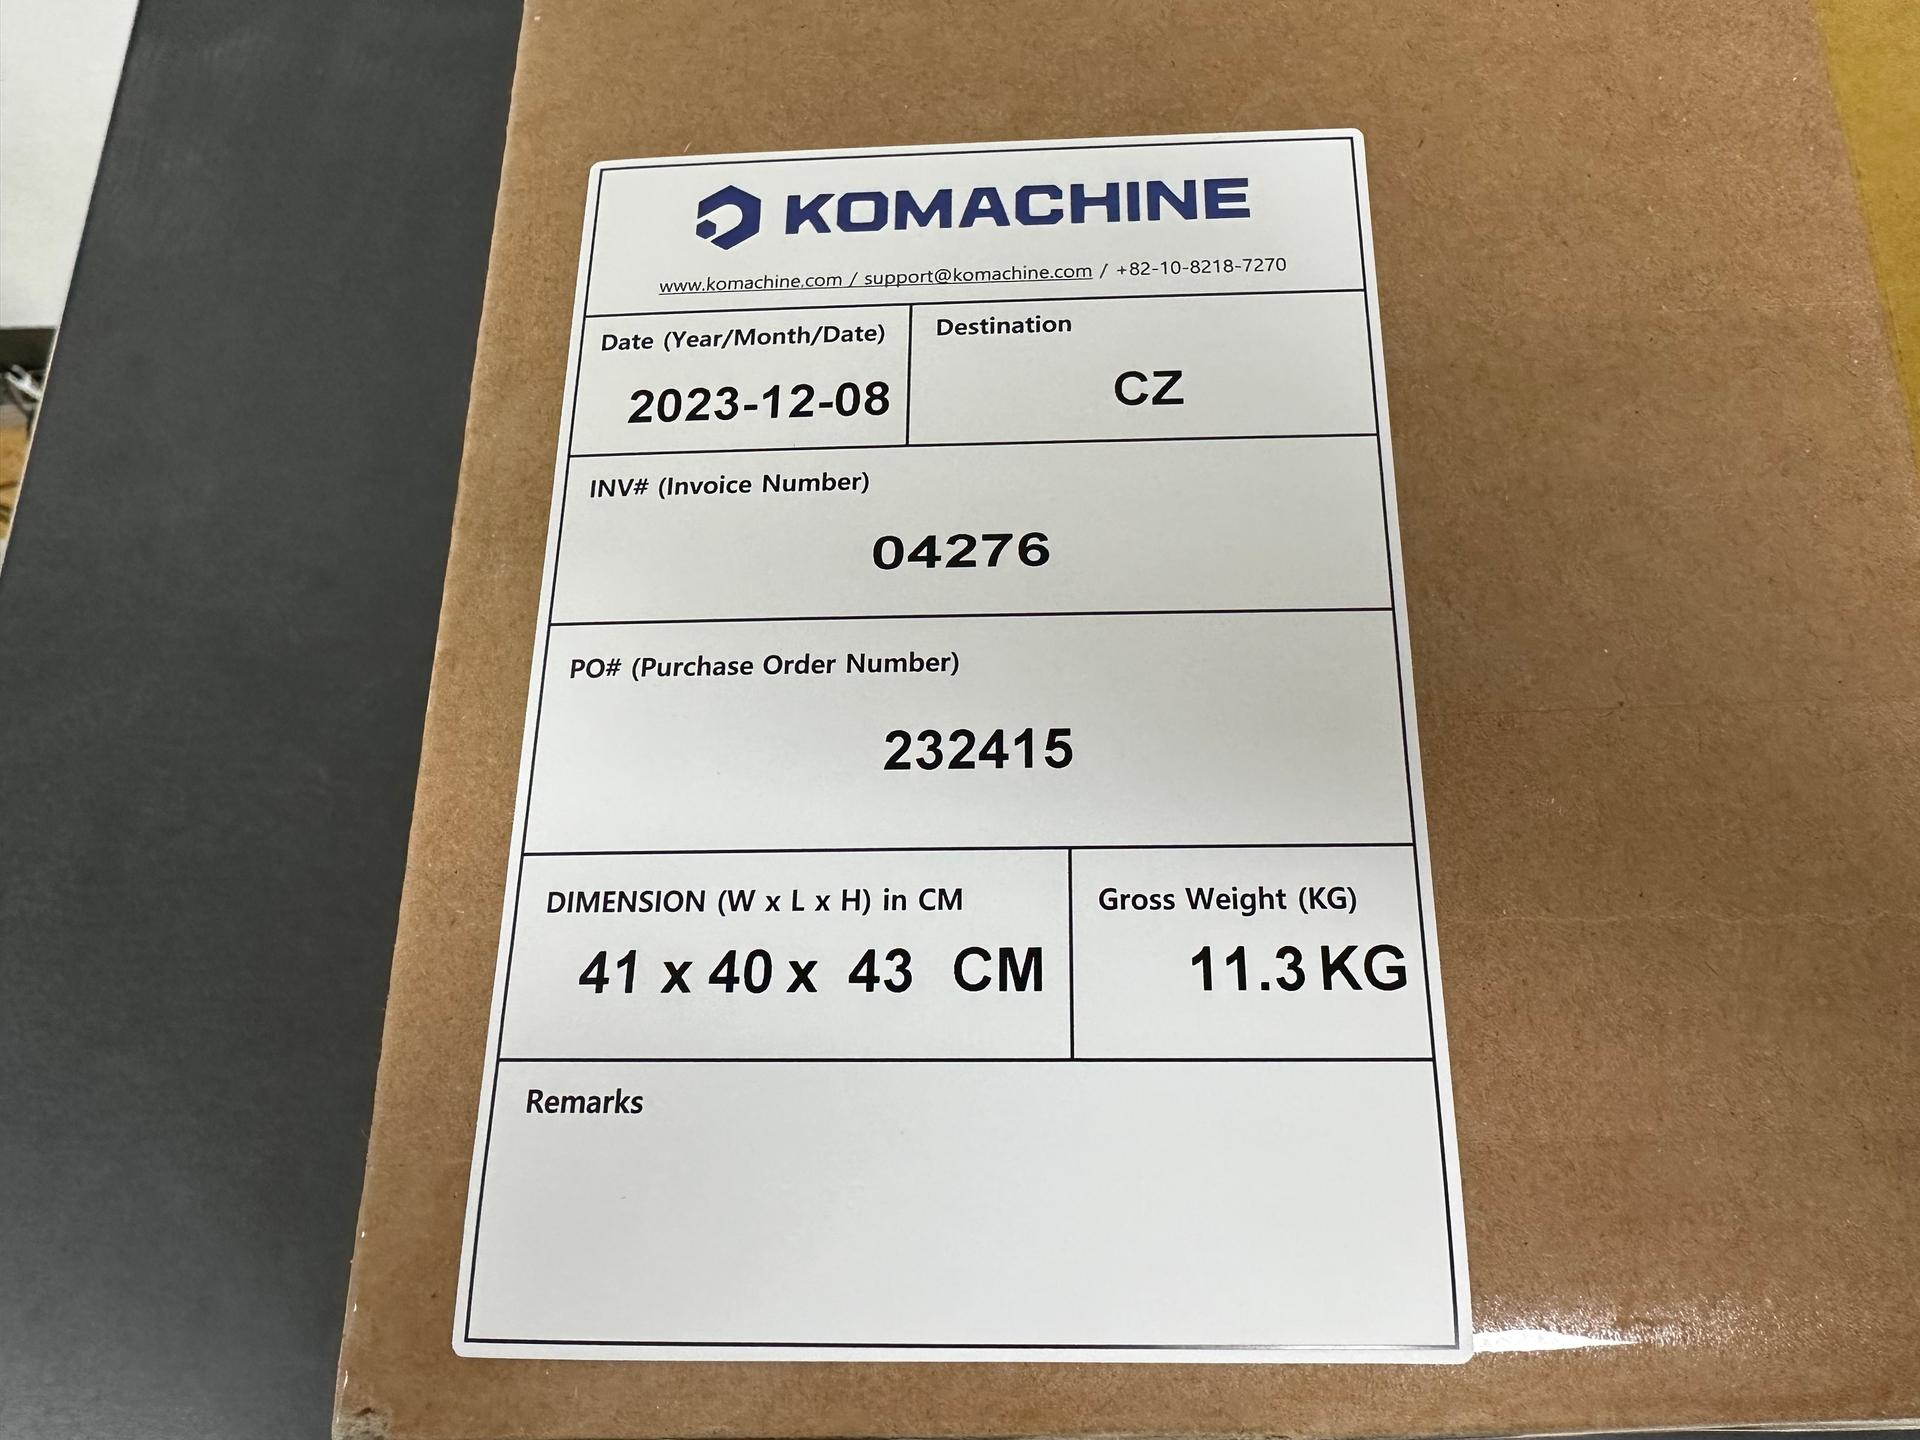 KOMACHINE
www.komachine.com / support@komachine.com / +82-10-8218-7270
Date (Year/Month/Date)
2023-12-08
Destination
CZ
INV# (Invoice Number)
04276
PO# (Purchase Order Number)
232415
DIMENSION (W x L x H) in CM
41 x 40 x 43 CM
Gross Weight (KG)
11.3 KG
Remarks